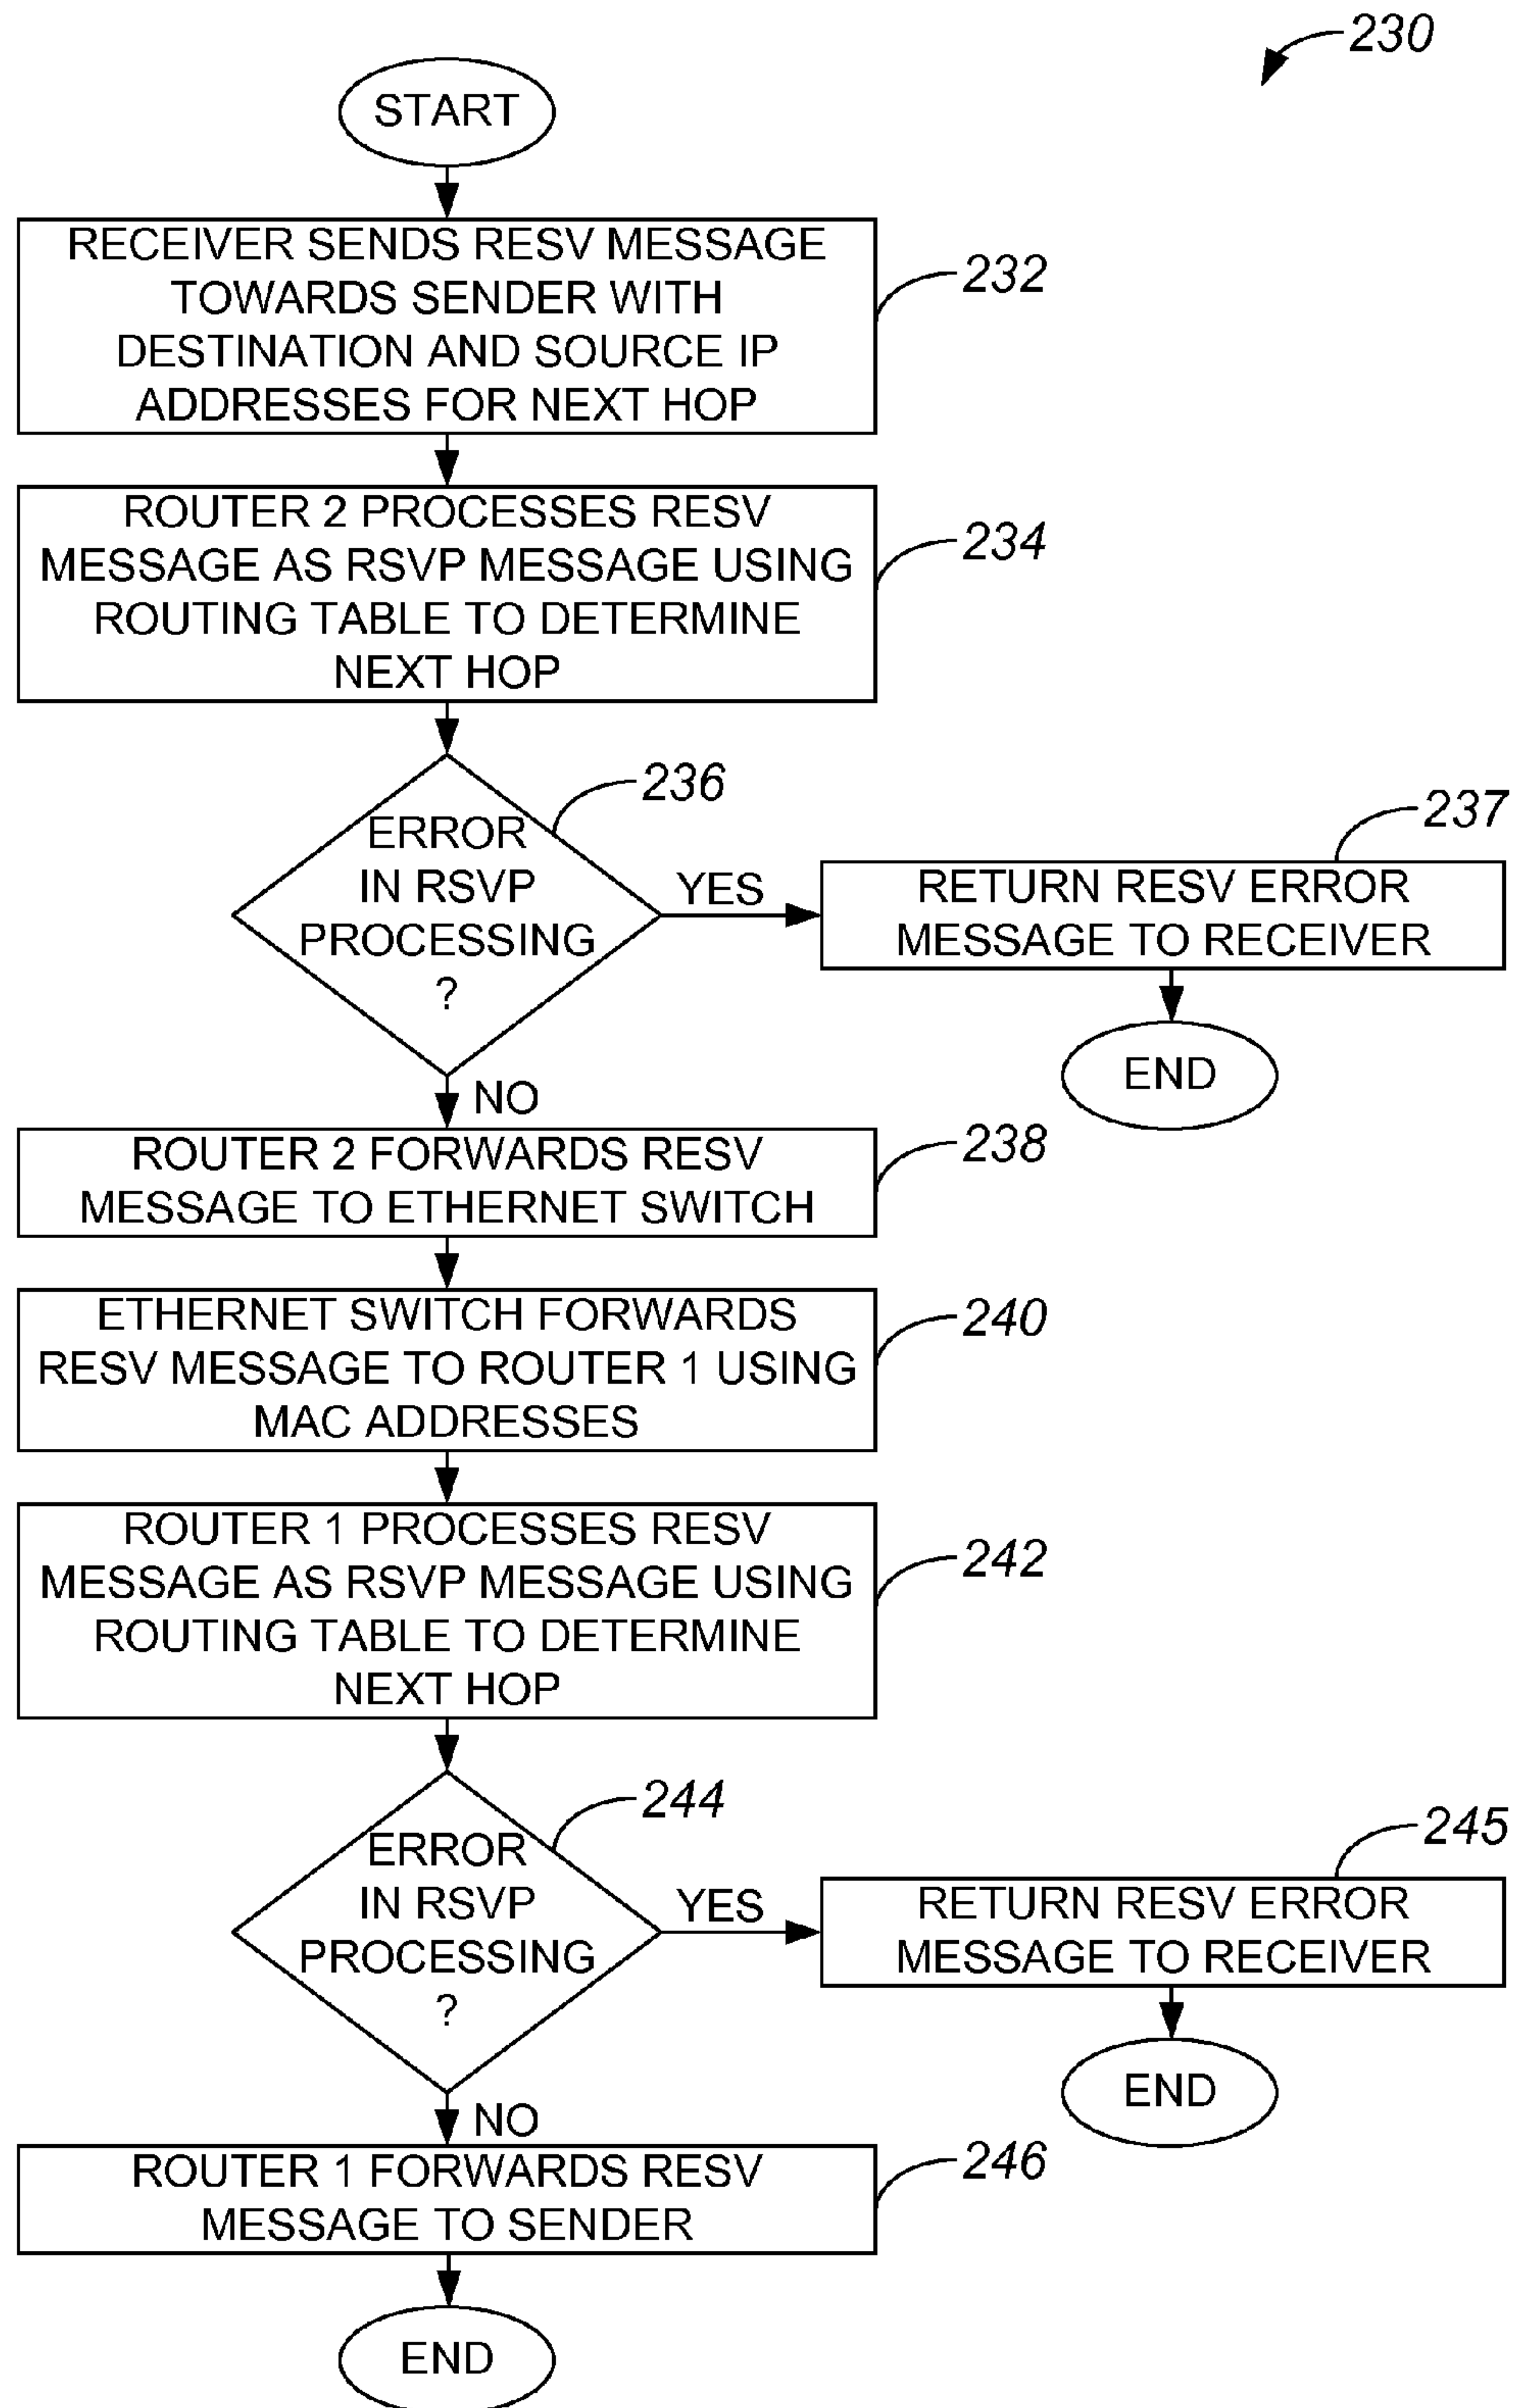 230
START
RECEIVER SENDS RESV MESSAGE
TOWARDS SENDER WITH
DESTINATION AND SOURCE IP
ADDRESSES FOR NEXT HOP
232
ROUTER 2 PROCESSES RESV
MESSAGE AS RSVP MESSAGE USING
ROUTING TABLE TO DETERMINE
NEXT HOP
234
ERROR
IN RSVP
PROCESSING
?
236
YES
237
RETURN RESV ERROR
MESSAGE TO RECEIVER
END
NO
ROUTER 2 FORWARDS RESV
MESSAGE TO ETHERNET SWITCH
238
ETHERNET SWITCH FORWARDS
RESV MESSAGE TO ROUTER 1 USING
MAC ADDRESSES
240
ROUTER 1 PROCESSES RESV
MESSAGE AS RSVP MESSAGE USING
ROUTING TABLE TO DETERMINE
NEXT HOP
242
ERROR
IN RSVP
PROCESSING
?
244
YES
245
RETURN RESV ERROR
MESSAGE TO RECEIVER
END
NO
ROUTER 1 FORWARDS RESV
MESSAGE TO SENDER
246
END